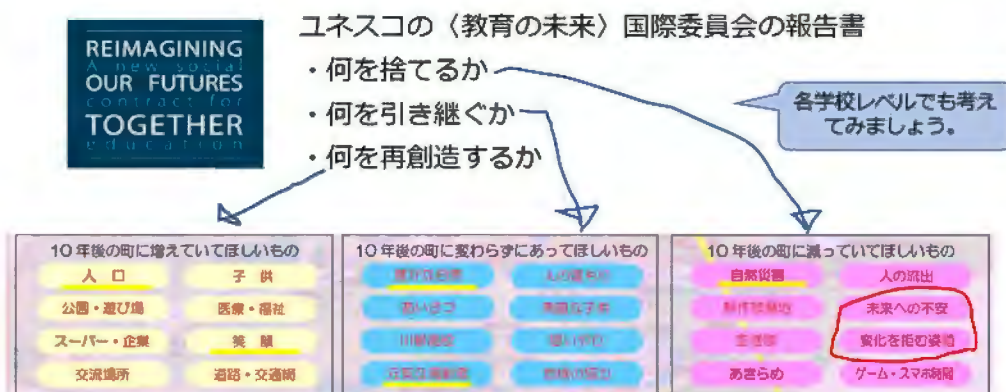 REIMAGINING
A new social
OUR FUTURES
contract for
TOGETHER
education
ユネスコの〈教育の未来〉国際委員会の報告書
・何を捨てるか
・何を引き継ぐか
・何を再創造するか
各学校レベルでも考え
てみましょう。
10年後の町に増えていてほしいもの
人口 子供
公園・遊び場 医療・福祉
スーパー・企業 笑顔
交流場所 道路・交通網
10年後の町に変わらずにあってほしいもの
あいさつ
10年後の町に減っていてほしいもの
自然災害 人の流出
未来への不安
変化を拒む姿勢
あきらめ ゲーム・スマホ時間